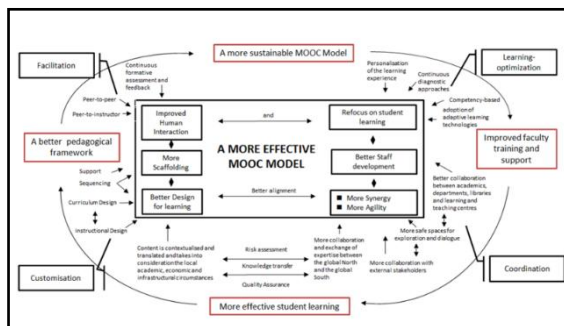 A more sustainable MOOC Model
Facilitation
Learning-
optimization
Continuous
formative
assessment and
feedback
Personalization
of the learning
experience
Continuous
diagnostic
approaches
Peer-to-peer
Peer-to-instructor
Competency-based
adoption of
adaptive learning
technologies
Improved
Human
Interaction
and
Refocus on student
learning
A better pedagogical
framework
More
Scaffolding
A MORE EFFECTIVE
MOOC MODEL
Better Staff
development
Improved faculty
training and
support
Support
Sequencing
Curriculum Design
Instructional Design
Better Design
for learning
Better alignment
More Synergy
More Agility
Better collaboration
between academics,
departments, libraries
and learning and
teaching centres
Content is contextualised and
translated and takes into
consideration the local
academic, economic and
infrastructural circumstances
Risk assessment
Knowledge transfer
Quality Assurance
More collaboration
and exchange of
expertise between
the global North
and the global
South
More safe spaces for
exploration and dialogue
More collaboration with
external stakeholders
Customisation
Coordination
More effective student learning